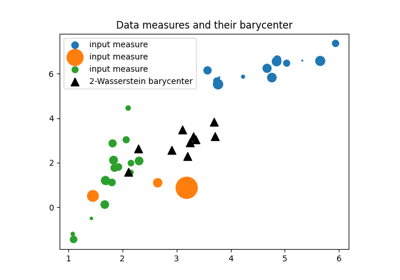 Data measures and their barycenter
input measure
input measure
input measure
2-Wasserstein barycenter
6
4
2
0
1
2
3
4
5
6